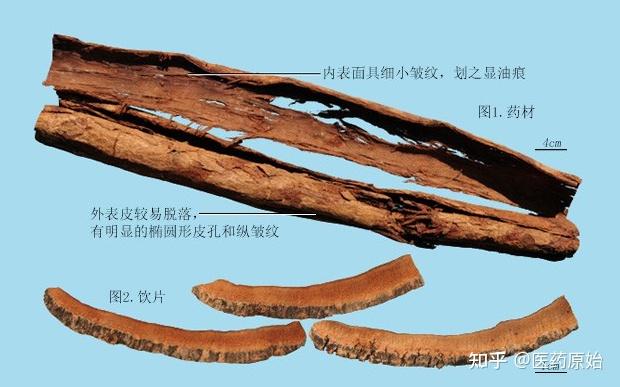 内表面具细小皱纹，划之显油痕
图1.药材
4cm
外表皮较易脱落，
有明显的椭圆形皮孔和纵皱纹
图2.饮片
知乎 @医药原始